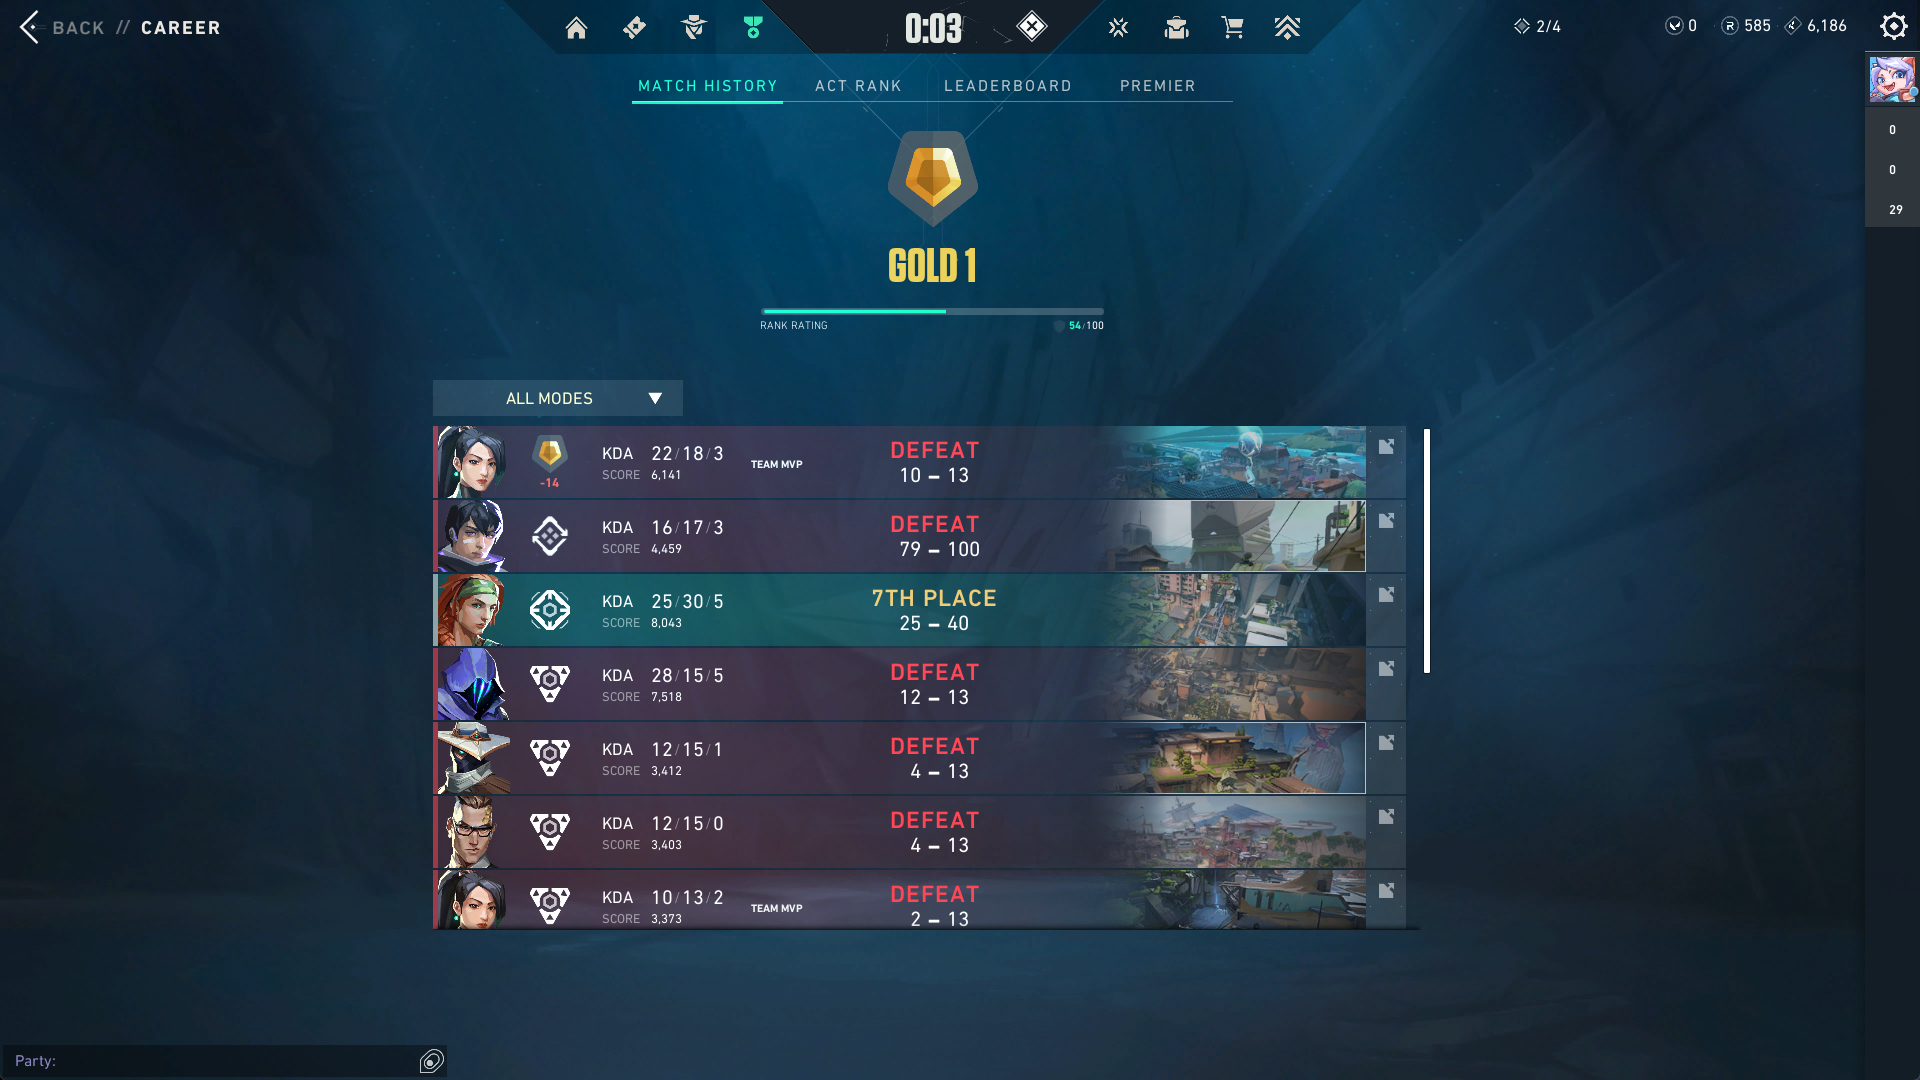 BACK // CAREER
0:03
2/4
0
585
6,186
MATCH HISTORY
ACT RANK
LEADERBOARD
PREMIER
0
0
29
GOLD 1
RANK RATING
54/100
ALL MODES
KDA 22/18/3
SCORE 6,141
-14
TEAM MVP
DEFEAT
10 – 13
KDA 16/17/3
SCORE 4,459
DEFEAT
79 – 100
KDA 25/30/5
SCORE 8,043
7TH PLACE
25 – 40
KDA 28/15/5
SCORE 7,518
DEFEAT
12 – 13
KDA 12/15/1
SCORE 3,412
DEFEAT
4 – 13
KDA 12/15/0
SCORE 3,403
DEFEAT
4 – 13
KDA 10/13/2
SCORE 3,373
TEAM MVP
DEFEAT
2 – 13
Party: